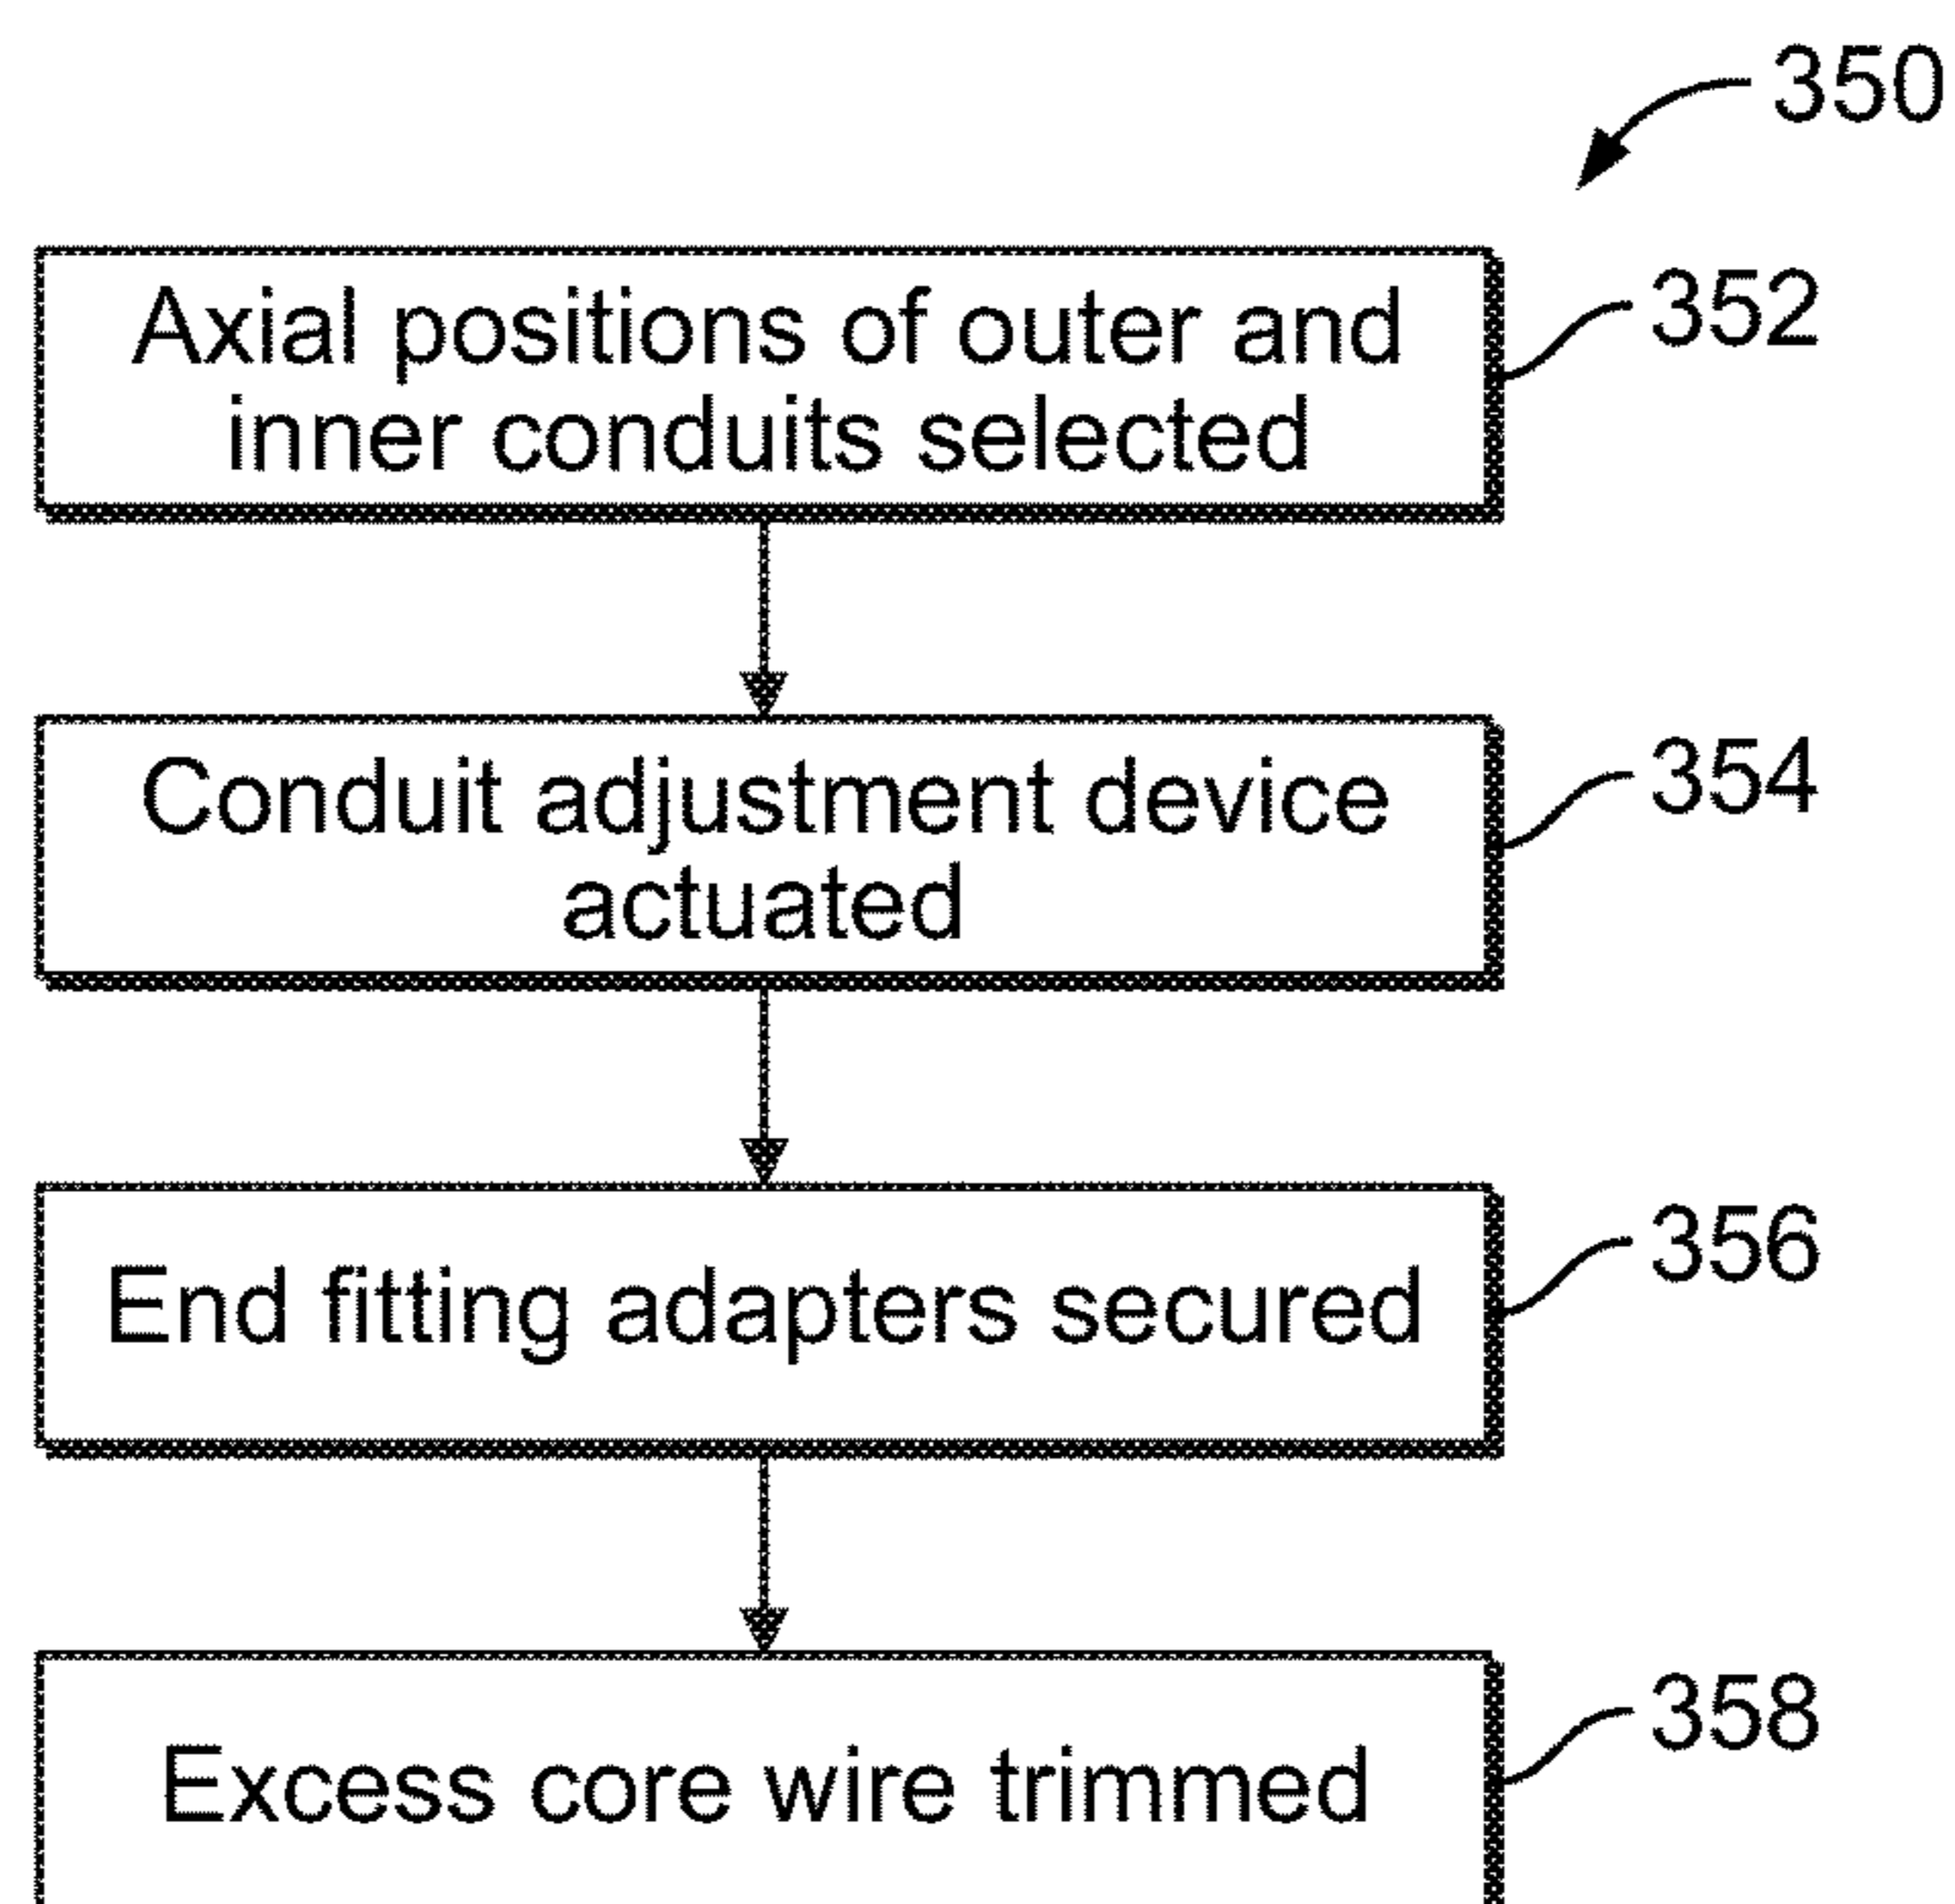 350
Axial positions of outer and
inner conduits selected
352
Conduit adjustment device
actuated
354
End fitting adapters secured
356
Excess core wire trimmed
358